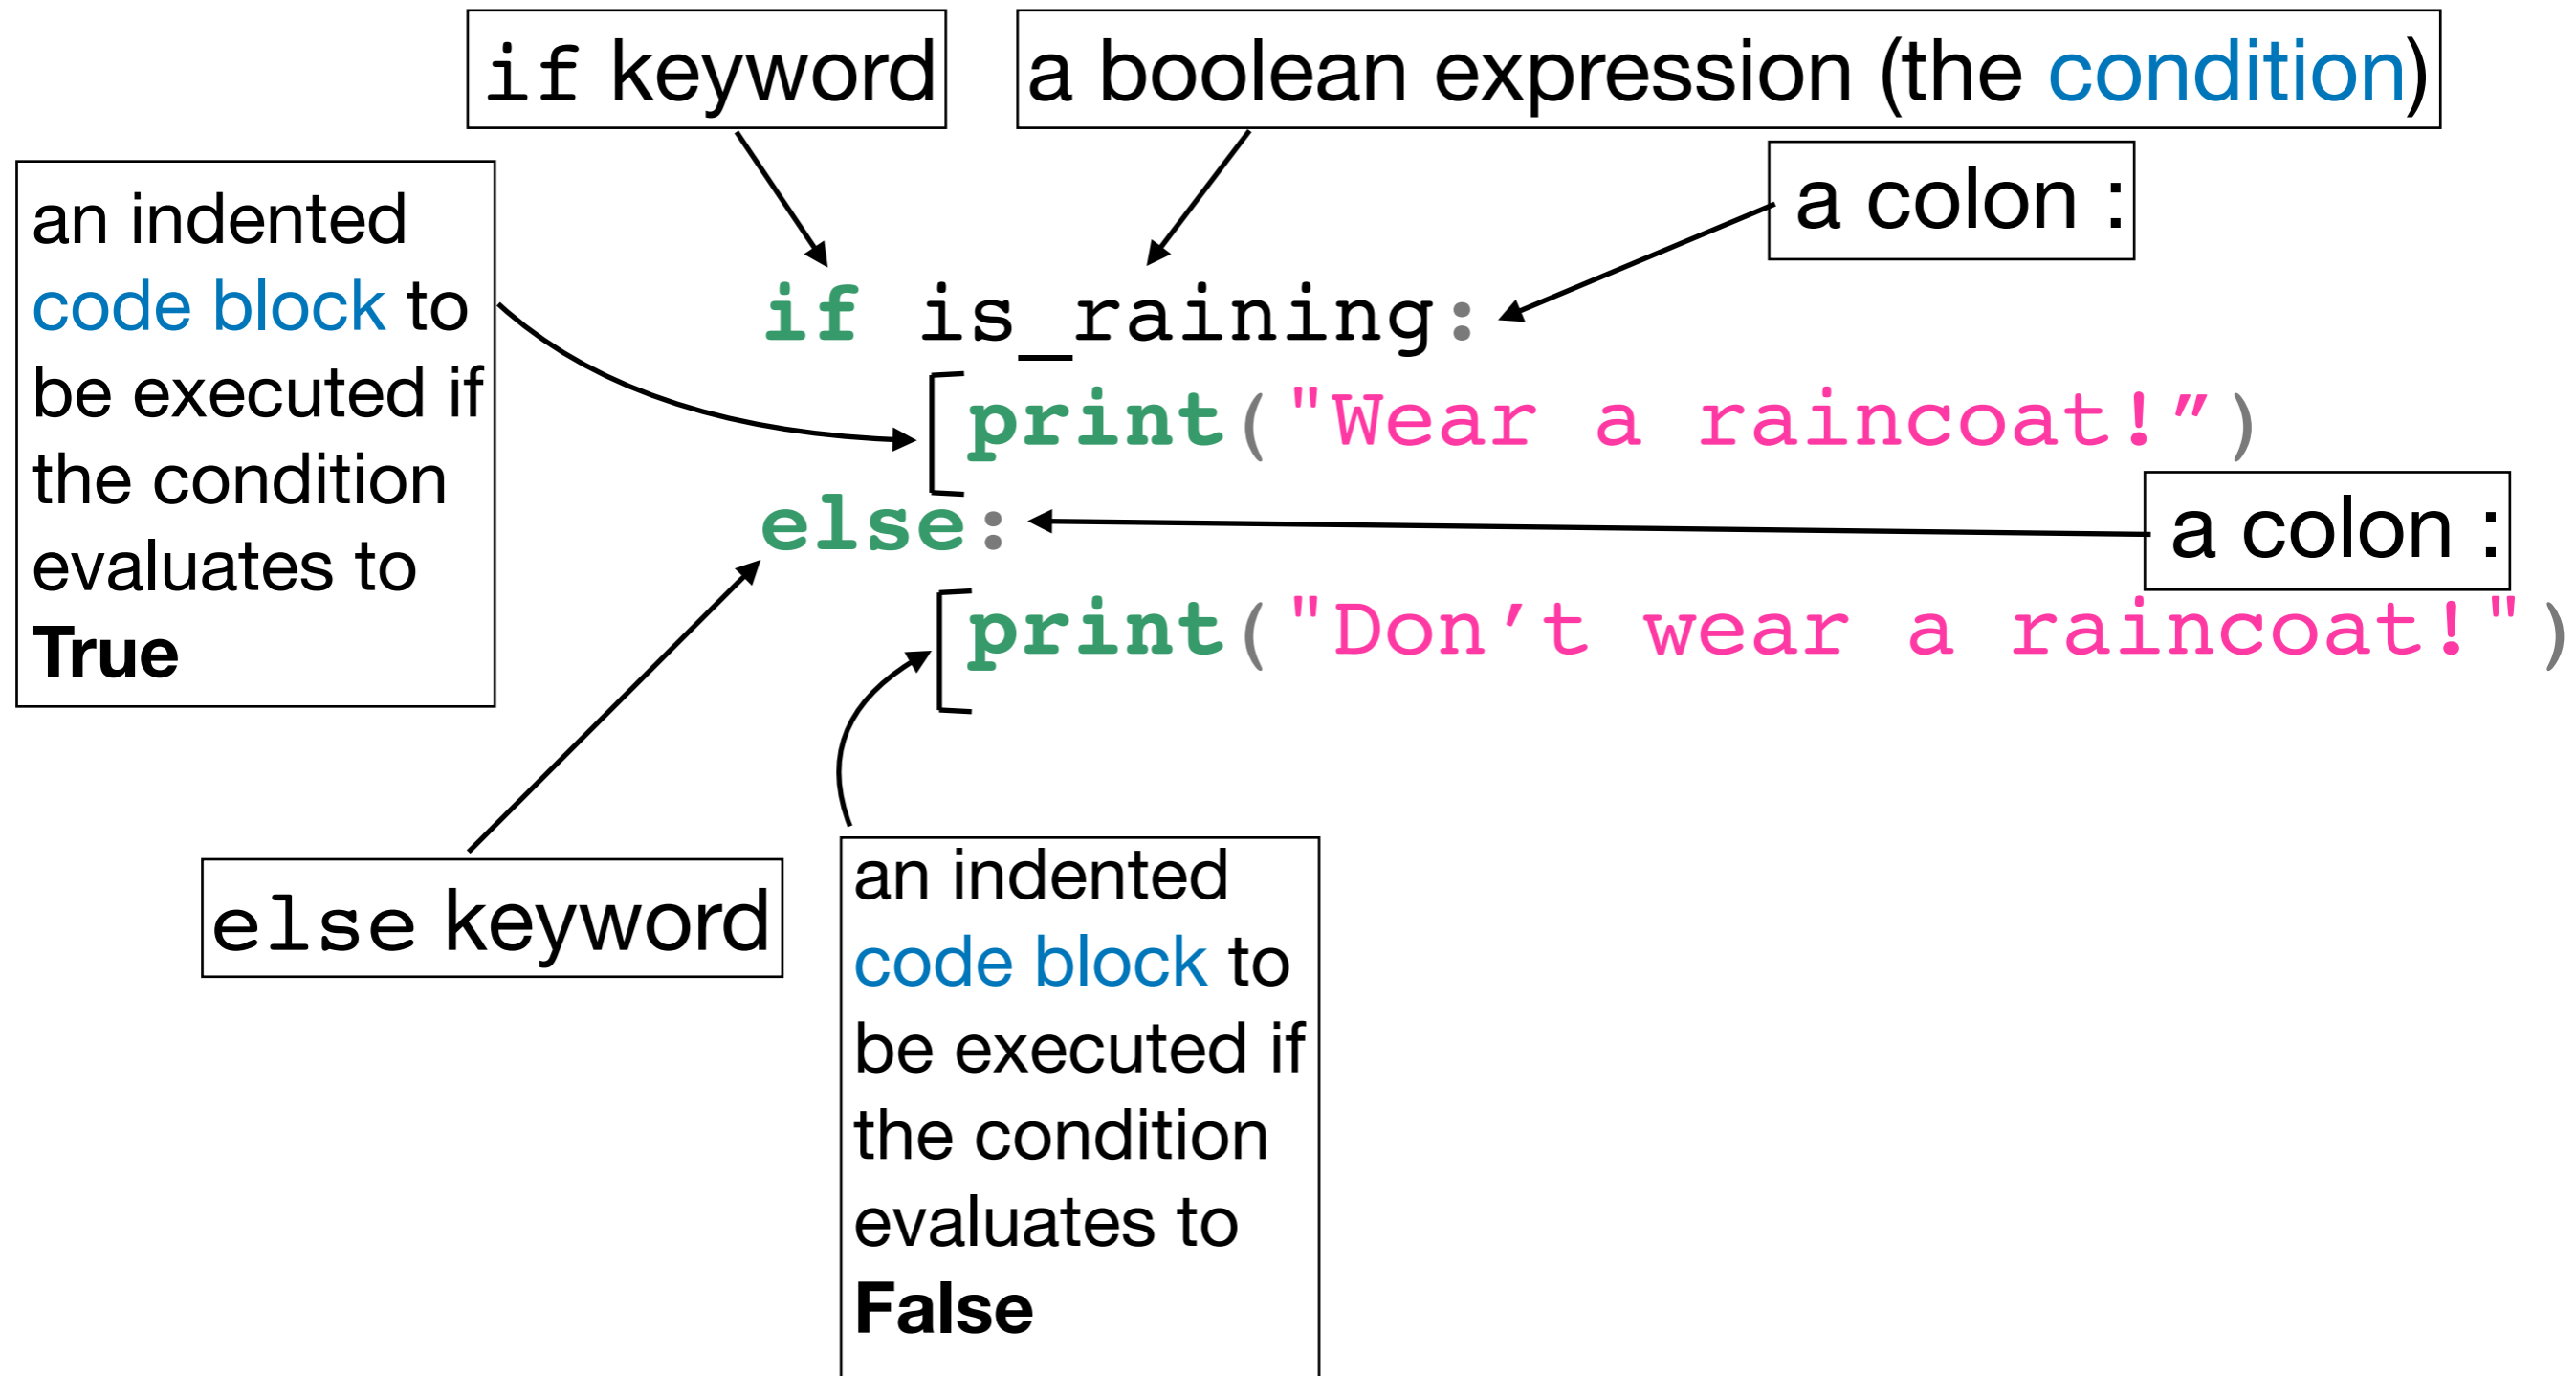 if keyword
a boolean expression (the condition)
a colon :
an indented
code block to
be executed if
the condition
evaluates to
True
if is_raining:
print("Wear a raincoat!”)
else:
a colon :
print("Don’t wear a raincoat!")
else keyword
an indented
code block to
be executed if
the condition
evaluates to
False